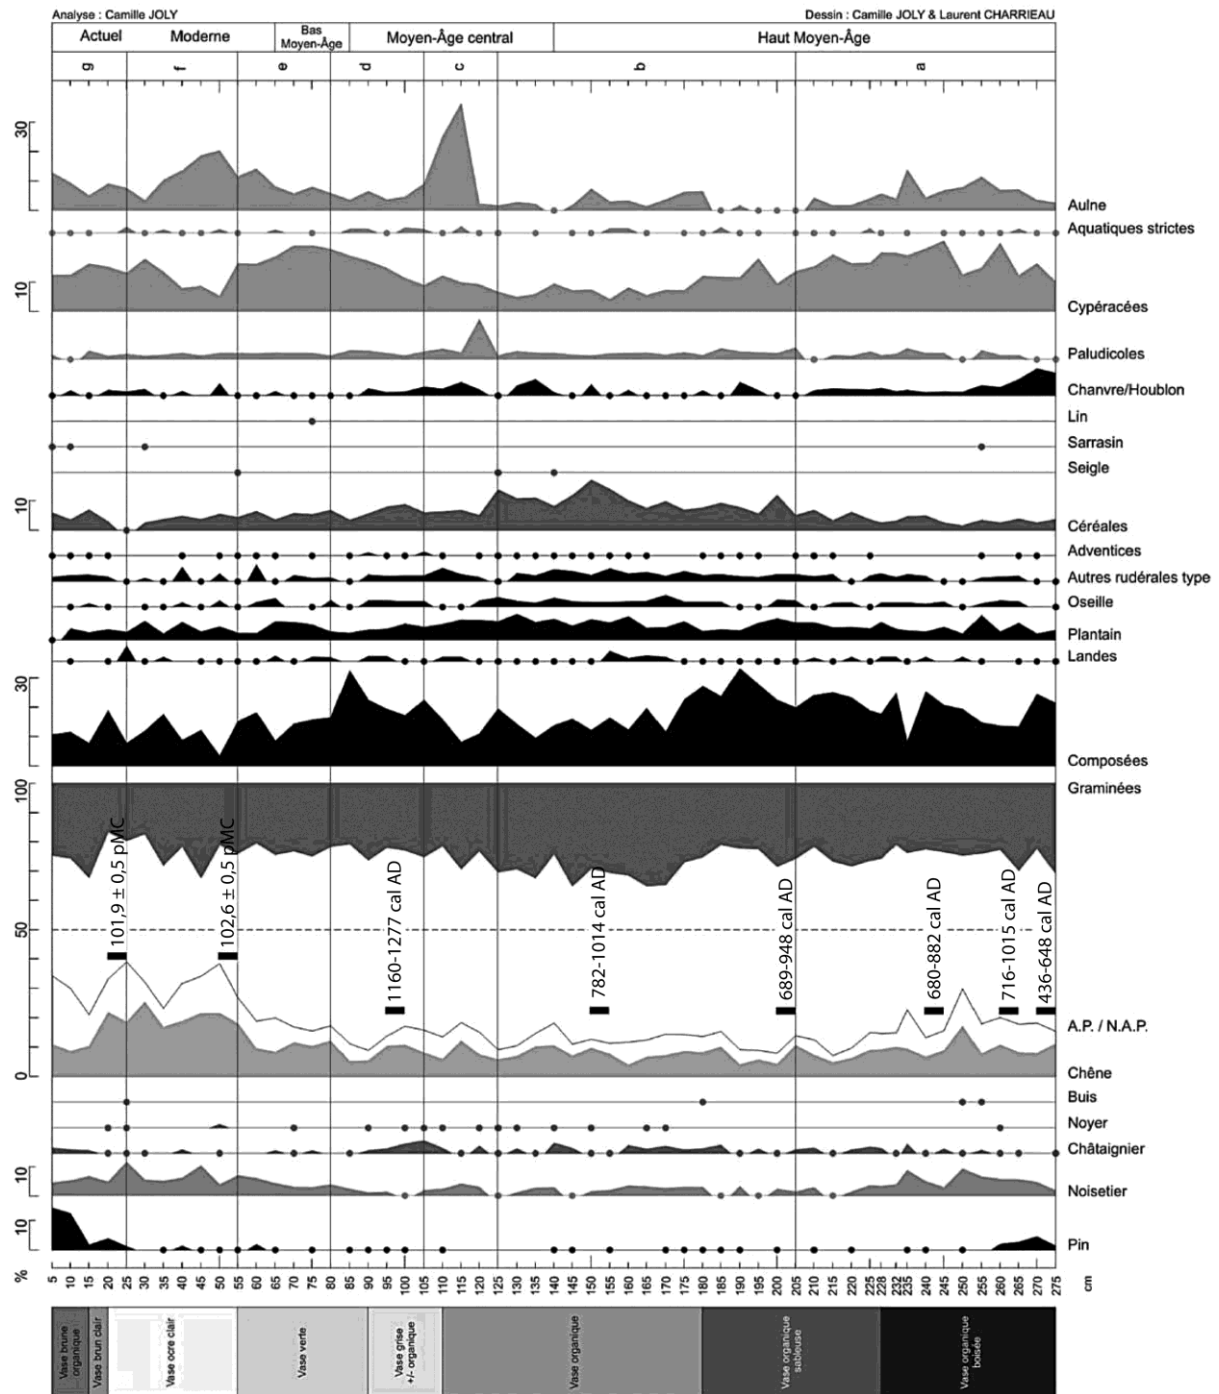 Analyse : Camille JOLY
Dessin : Camille JOLY & Laurent CHARRIEAU
Actuel
Moderne
Bas
Moyen-Âge
Moyen-Âge central
Haut Moyen-Âge
g
f
e
d
c
b
a
30
Aulne
Aquatiques strictes
10
Cypéracées
Paludicoles
Chanvre/Houblon
Lin
Sarrasin
Seigle
10
Céréales
Adventices
Autres rudérales type
Oseille
Plantain
Landes
30
Composées
100
Graminées
50
0
101,9 ± 0,5 pMC
102,6 ± 0,5 pMC
1160-1277 cal AD
782-1014 cal AD
689-948 cal AD
680-882 cal AD
716-1015 cal AD
436-648 cal AD
A.P. / N.A.P.
Chêne
Buis
Noyer
Châtaignier
10
Noisetier
10
Pin
%
5 10 15 20 25 30 35 40 45 50 55 60 65 70 75 80 85 90 95 100 105 110 115 120 125 130 135 140 145 150 155 160 165 170 175 180 185 190 195 200 205 210 215 220 225 228 232 235 240 245 250 255 260 265 270 275
cm
Vase brune
organique
Vase brun clair
Vase ocre clair
Vase verte
Vase grise
+/- organique
Vase organique
Vase organique
sableuse
Vase organique
boisée